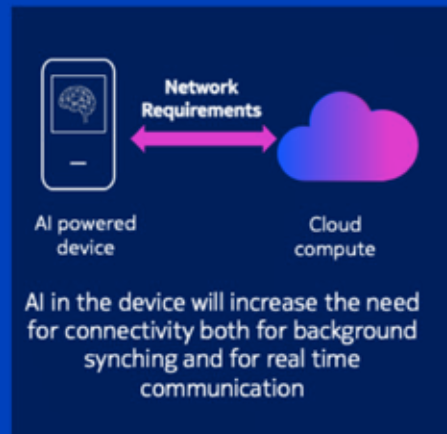 Network
Requirements
AI powered
device
Cloud
compute
AI in the device will increase the need
for connectivity both for background
synching and for real time
communication